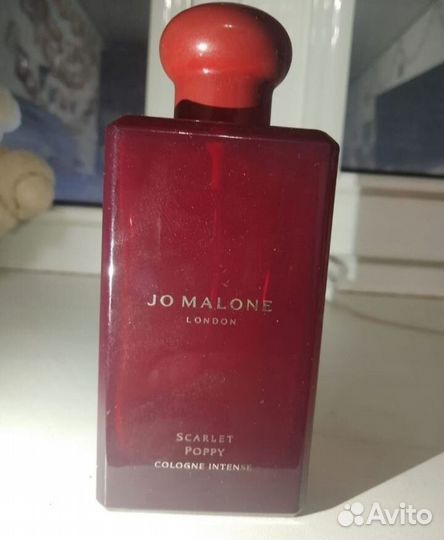 JO MALONE
LONDON
SCARLET
POPPY
COLOGNE INTENSE
Avito